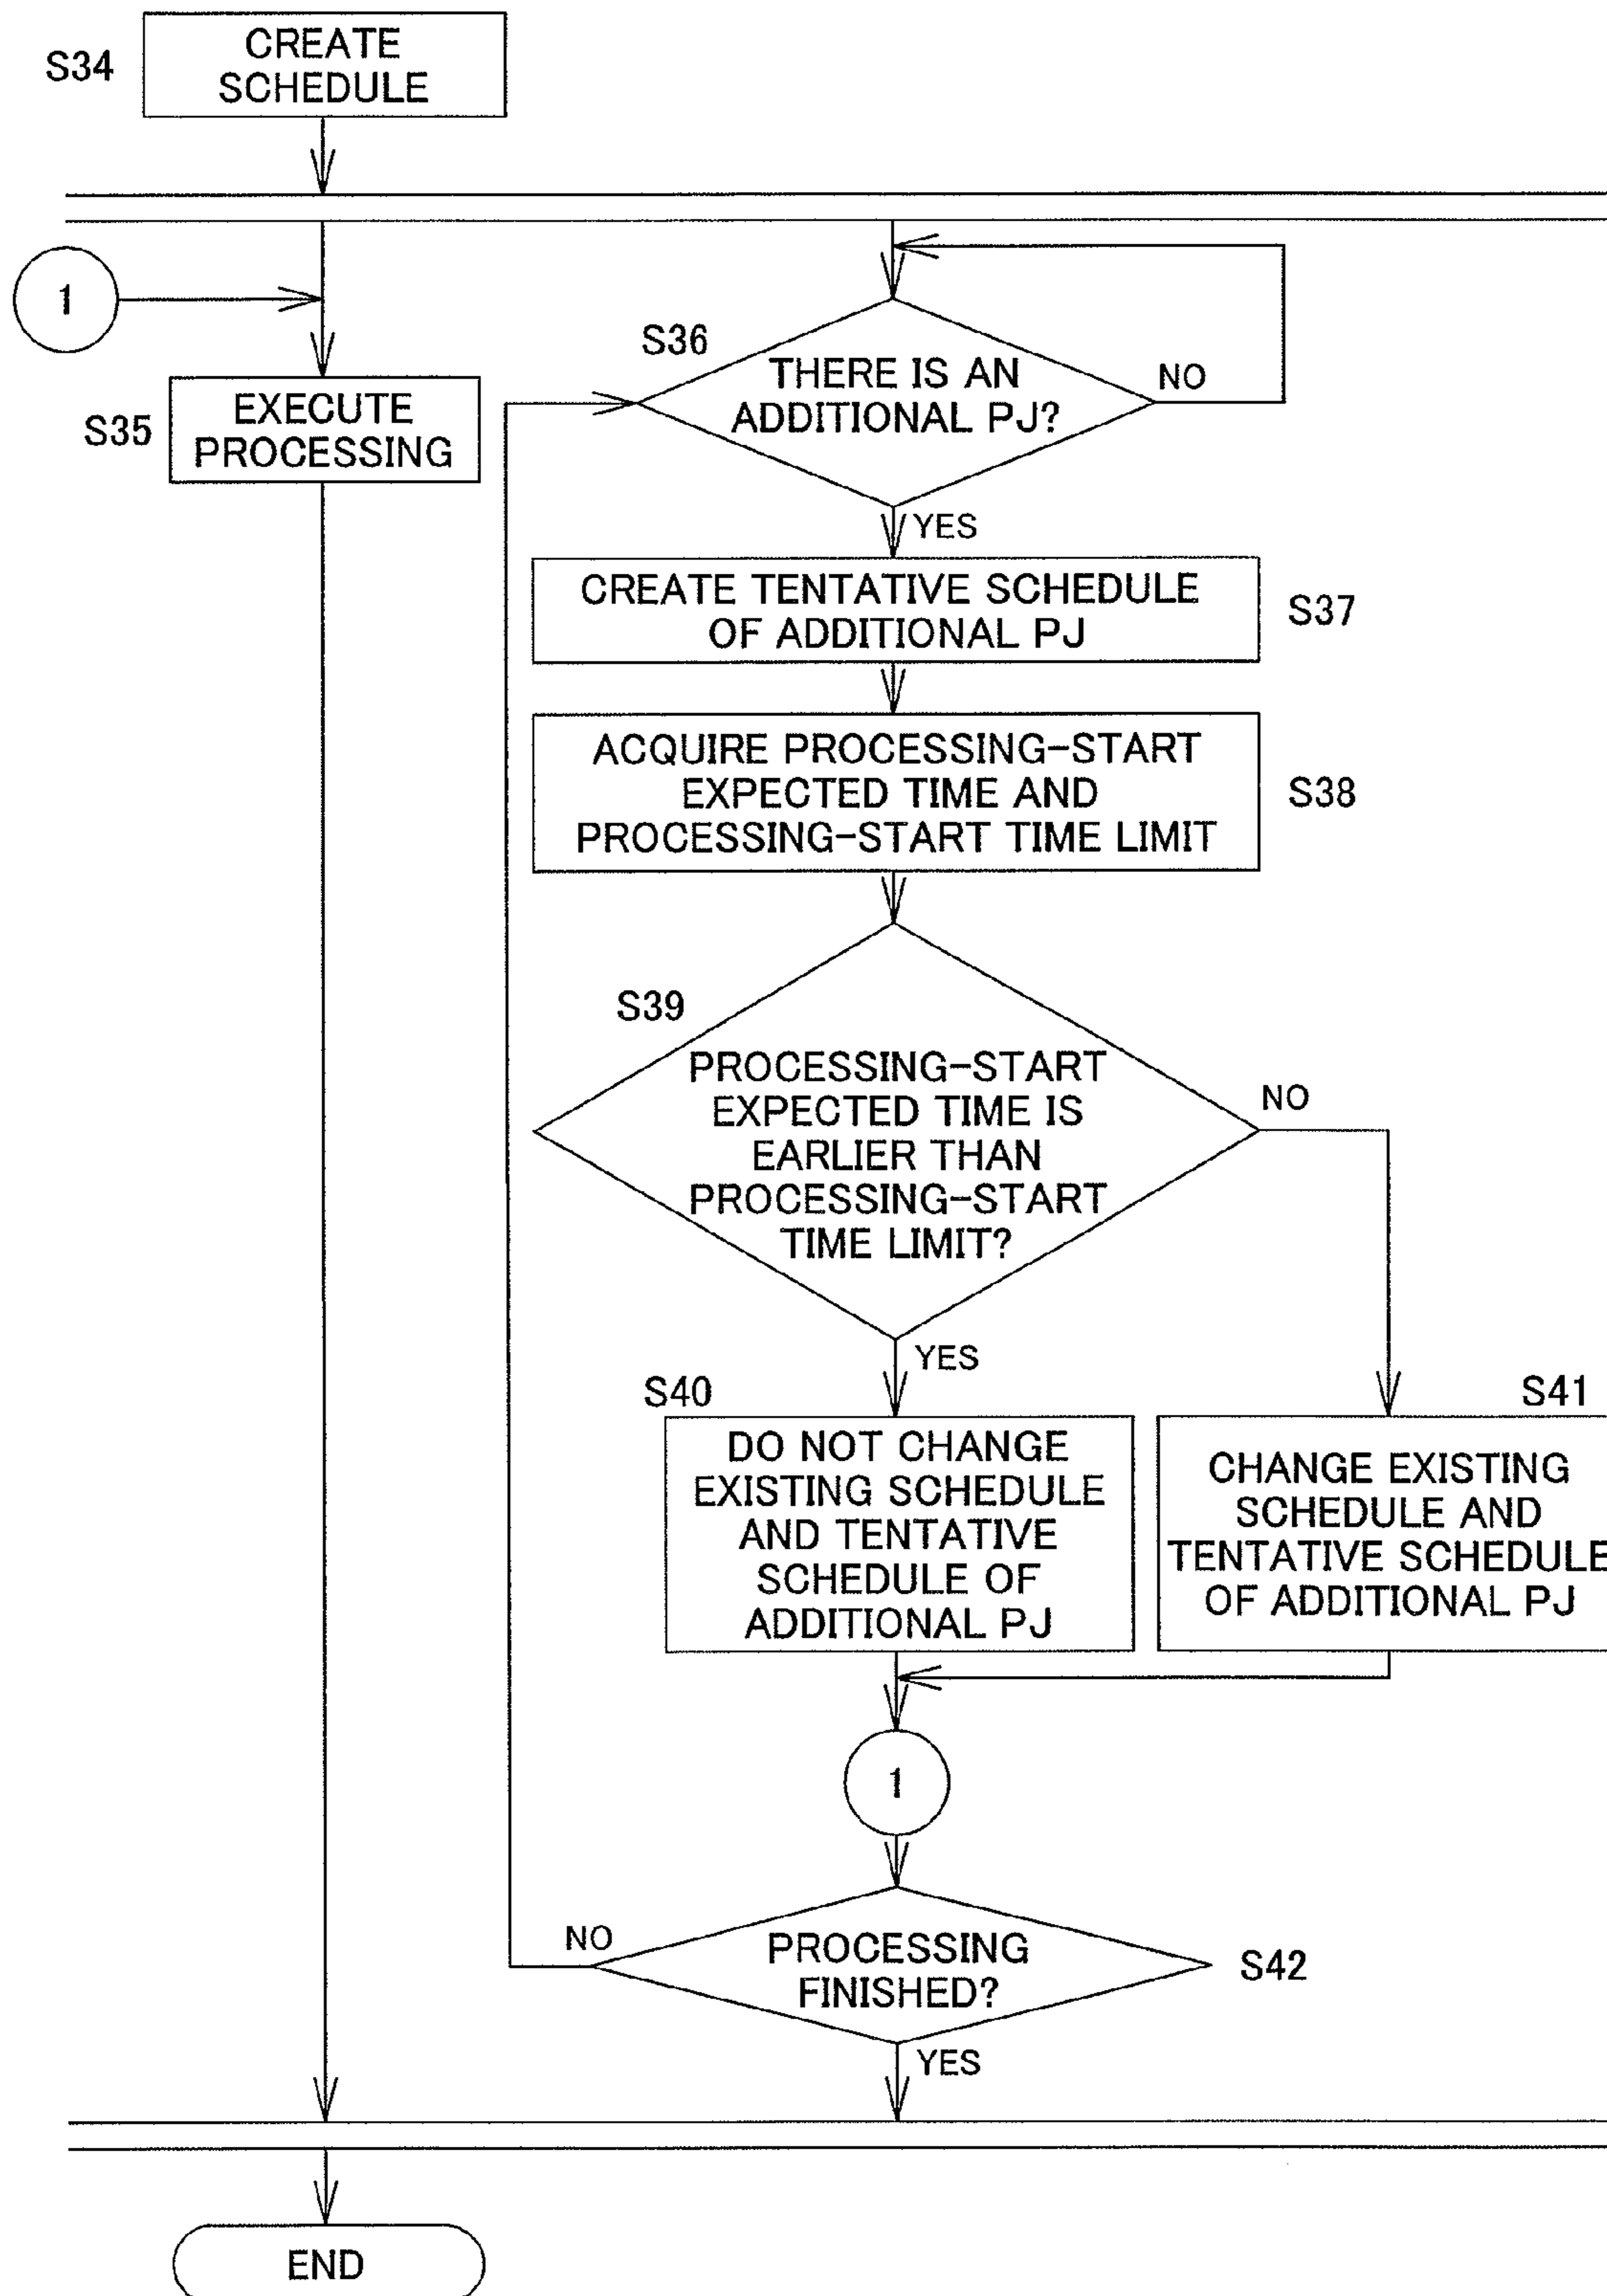 S34
CREATE
SCHEDULE
1
S35
EXECUTE
PROCESSING
S36
THERE IS AN
ADDITIONAL PJ?
NO
YES
CREATE TENTATIVE SCHEDULE
OF ADDITIONAL PJ
S37
ACQUIRE PROCESSING-START
EXPECTED TIME AND
PROCESSING-START TIME LIMIT
S38
S39
PROCESSING-START
EXPECTED TIME IS
EARLIER THAN
PROCESSING-START
TIME LIMIT?
NO
YES
S40
DO NOT CHANGE
EXISTING SCHEDULE
AND TENTATIVE
SCHEDULE OF
ADDITIONAL PJ
S41
CHANGE EXISTING
SCHEDULE AND
TENTATIVE SCHEDULE
OF ADDITIONAL PJ
1
NO
PROCESSING
FINISHED?
S42
YES
END